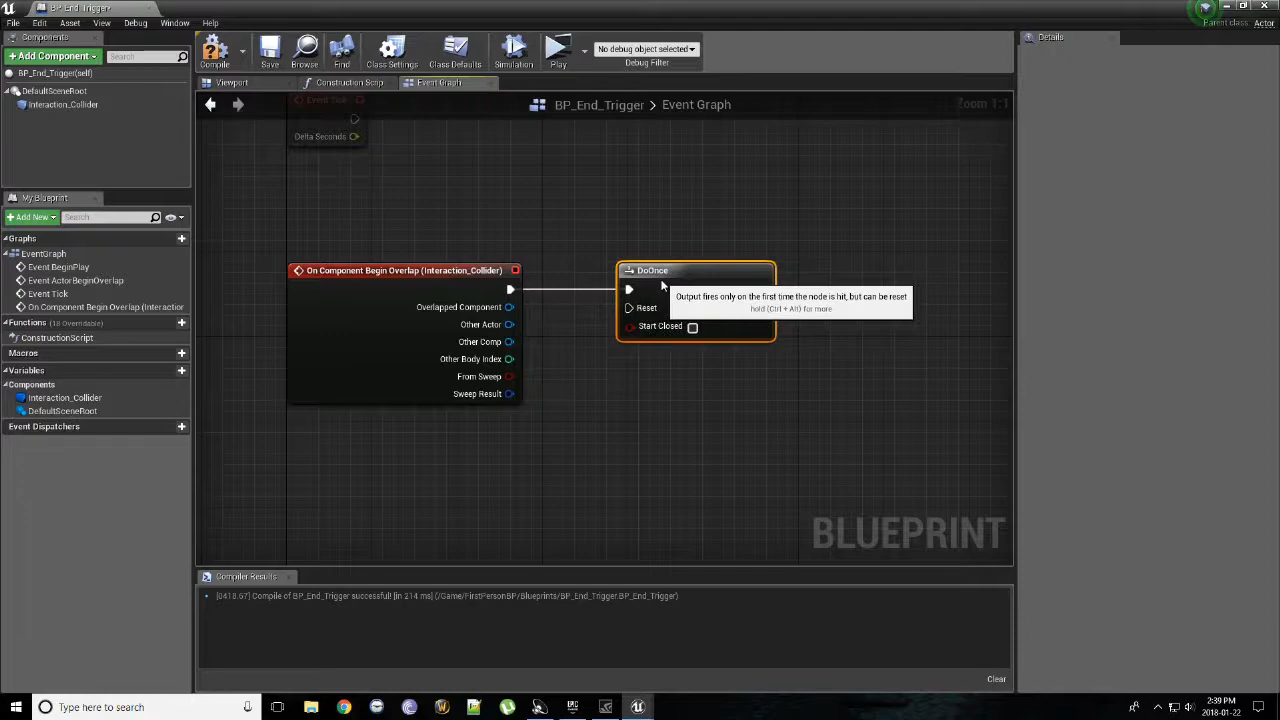 BP_End_Trigger*
File Edit Asset View Debug Window Help
Parent class: Actor
Components
+ Add Component
Search
BP_End_Trigger(self)
DefaultSceneRoot
Interaction_Collider
Compile
Save
Browse
Find
Class Settings
Class Defaults
Simulation
Play
No debug object selected
Debug Filter
Details
Viewport
Construction Scrip
Event Graph
BP_End_Trigger > Event Graph
Zoom 1:1
Event Tick
Delta Seconds
My Blueprint
+ Add New
Search
Graphs
EventGraph
Event BeginPlay
Event ActorBeginOverlap
Event Tick
On Component Begin Overlap (Interaction
Functions (18 Overridable)
ConstructionScript
Macros
Variables
Components
Interaction_Collider
DefaultSceneRoot
Event Dispatchers
On Component Begin Overlap (Interaction_Collider)
Overlapped Component
Other Actor
Other Comp
Other Body Index
From Sweep
Sweep Result
DoOnce
Reset
Start Closed
Output fires only on the first time the node is hit, but can be reset
hold (Ctrl + Alt) for more
BLUEPRINT
Compiler Results
[0418.67] Compile of BP_End_Trigger successful! [in 214 ms] (/Game/FirstPersonBP/Blueprints/BP_End_Trigger.BP_End_Trigger)
Clear
Type here to search
2:39 PM
2018-01-22